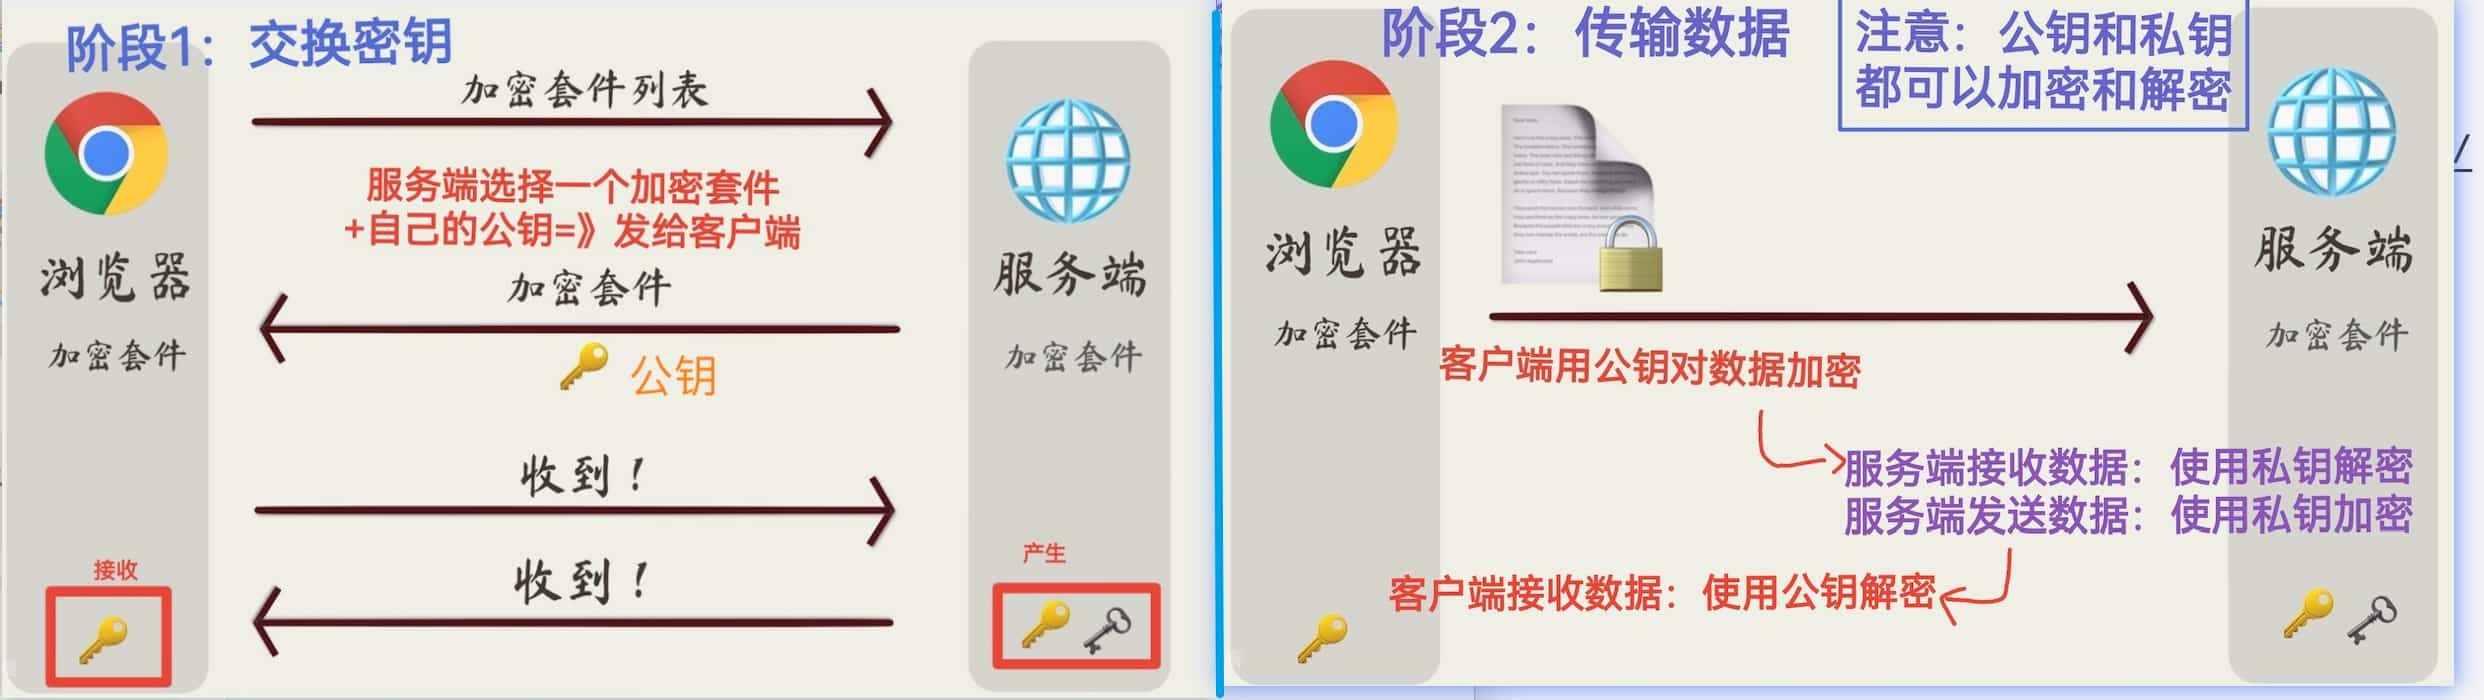 阶段1：交换密钥
加密套件列表
服务端选择一个加密套件
+自己的公钥=》发给客户端
加密套件
公钥
收到！
收到！
浏览器
加密套件
接收
服务端
加密套件
产生
阶段2：传输数据
注意：公钥和私钥
都可以加密和解密
浏览器
加密套件
客户端用公钥对数据加密
服务端接收数据：使用私钥解密
服务端发送数据：使用私钥加密
客户端接收数据：使用公钥解密
服务端
加密套件